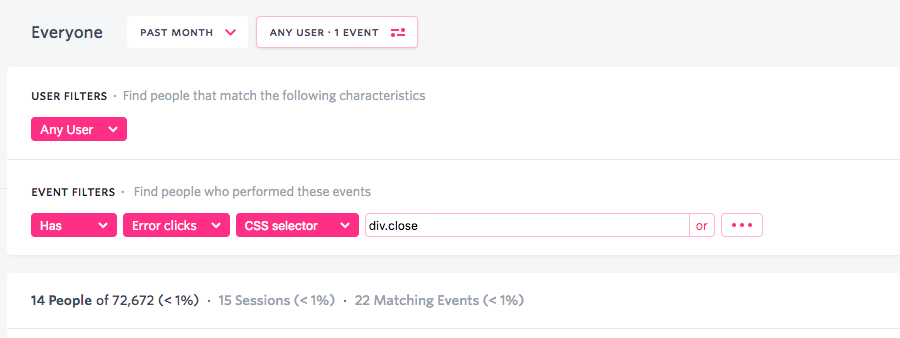 Everyone PAST MONTH ANY USER · 1 EVENT
USER FILTERS · Find people that match the following characteristics
Any User
EVENT FILTERS · Find people who performed these events
Has Error clicks CSS selector div.close or
14 People of 72,672 (< 1%) · 15 Sessions (< 1%) · 22 Matching Events (< 1%)